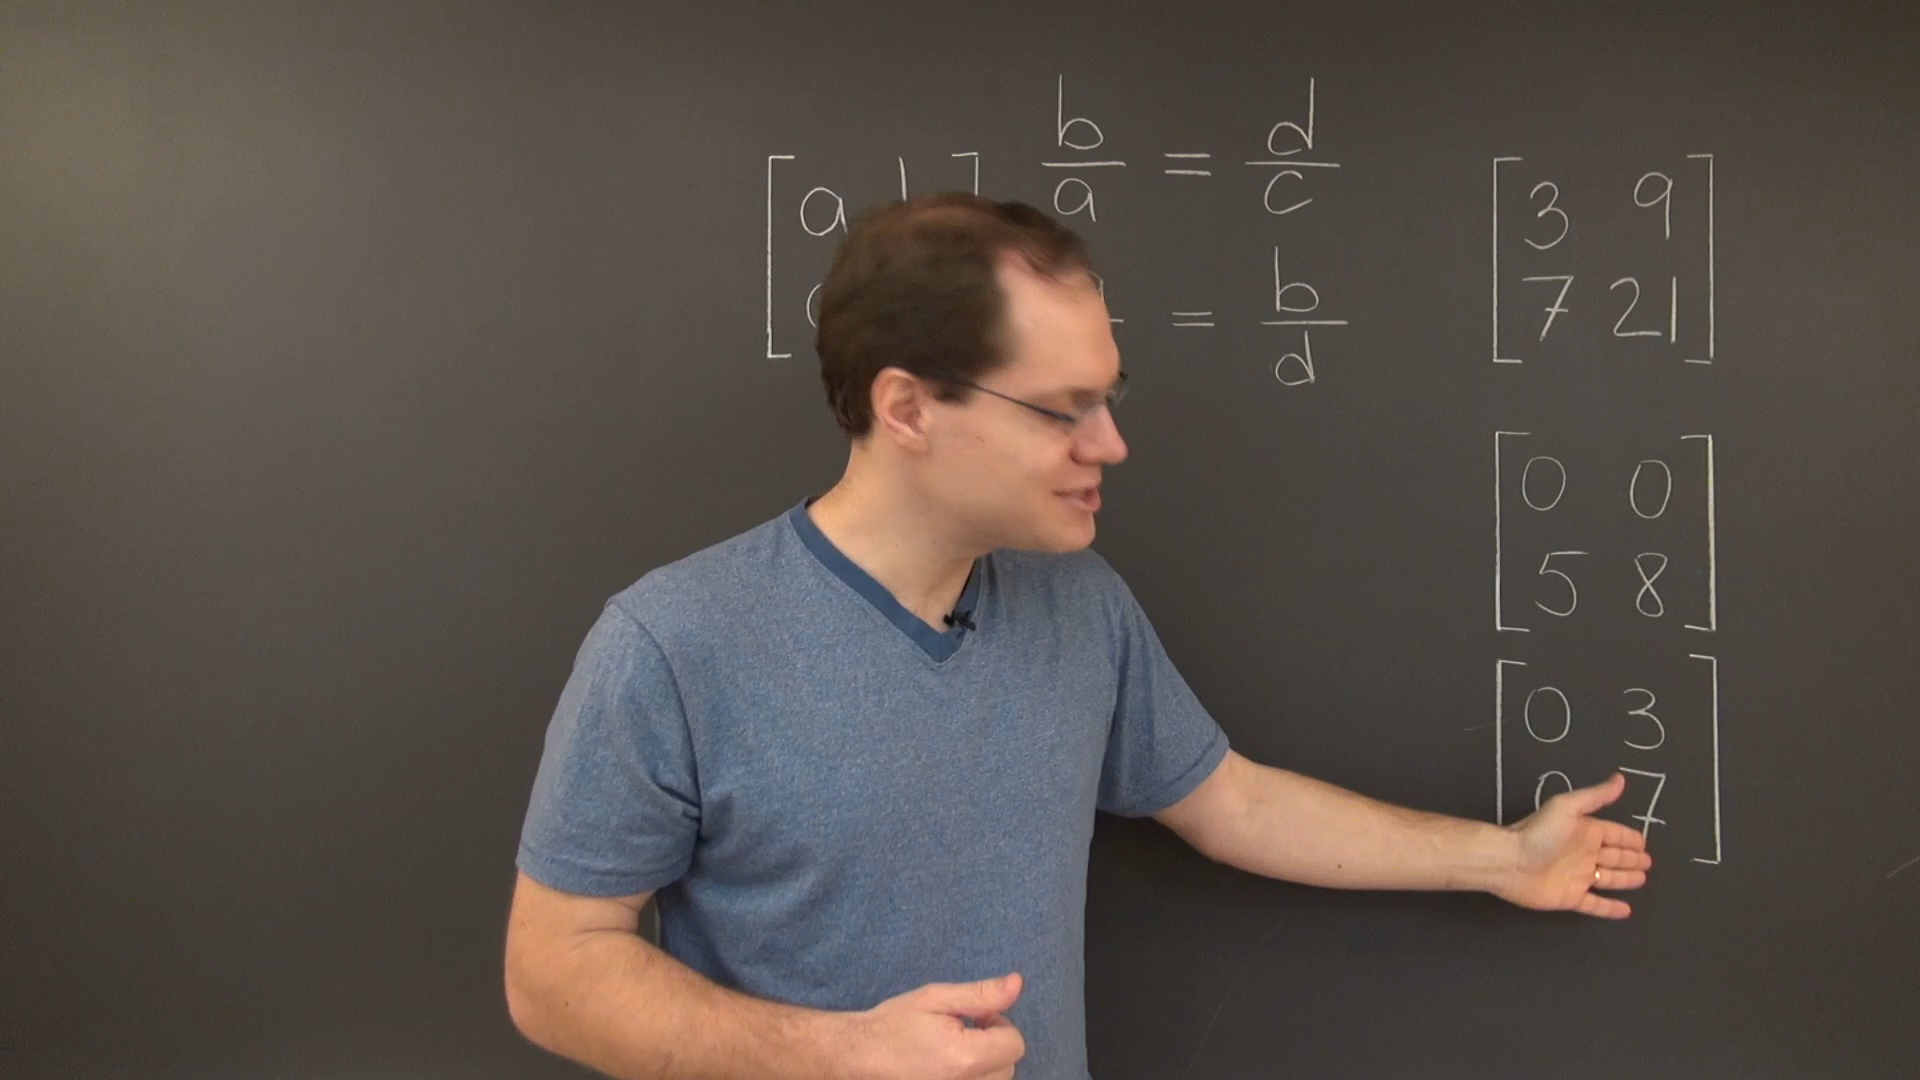 a
b/a = d/c
= b/d
3 9
7 21
0 0
5 8
0 3
0 7